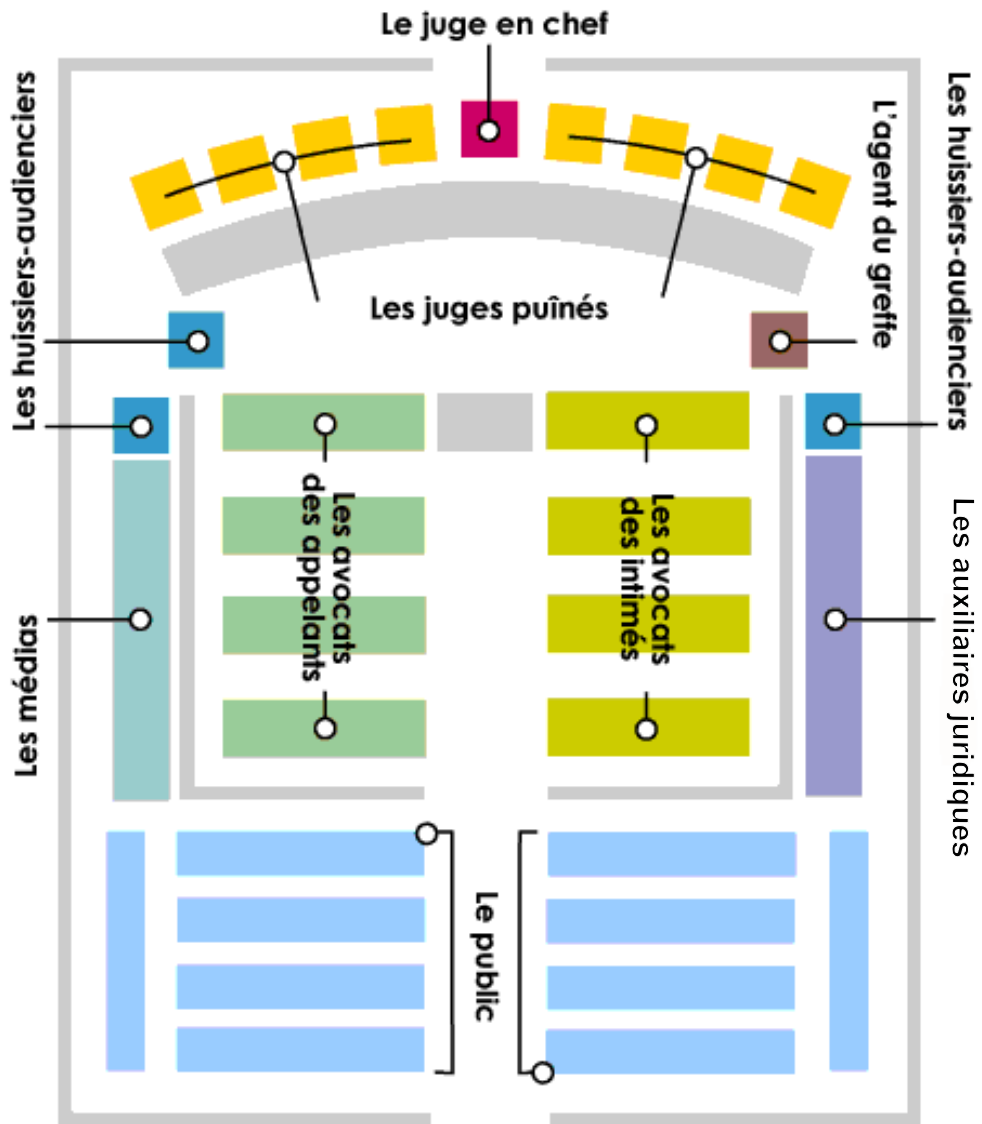 Le juge en chef
Les huissiers-audienciers
L'agent du greffe
Les huissiers-audienciers
Les juges puînés
Les avocats
des appelants
Les avocats
des intimés
Les médias
Les auxiliaires juridiques
Le public